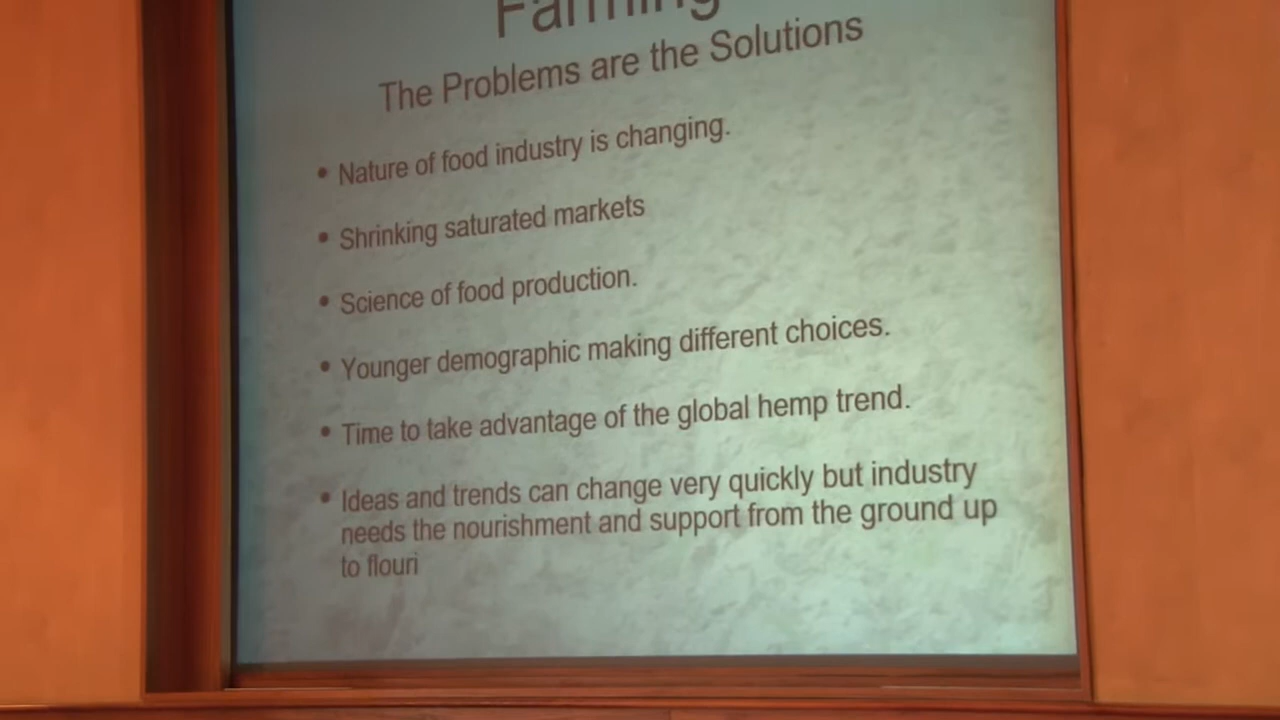 Farming
The Problems are the Solutions
• Nature of food industry is changing.
• Shrinking saturated markets
• Science of food production.
• Younger demographic making different choices.
• Time to take advantage of the global hemp trend.
• Ideas and trends can change very quickly but industry
needs the nourishment and support from the ground up
to flouri